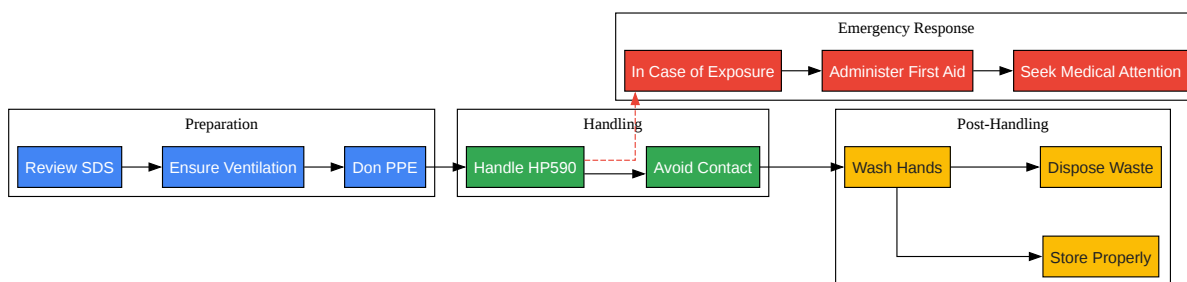 Emergency Response
In Case of Exposure
Administer First Aid
Seek Medical Attention
Preparation
Review SDS
Ensure Ventilation
Don PPE
Handling
Handle HP590
Avoid Contact
Post-Handling
Wash Hands
Dispose Waste
Store Properly